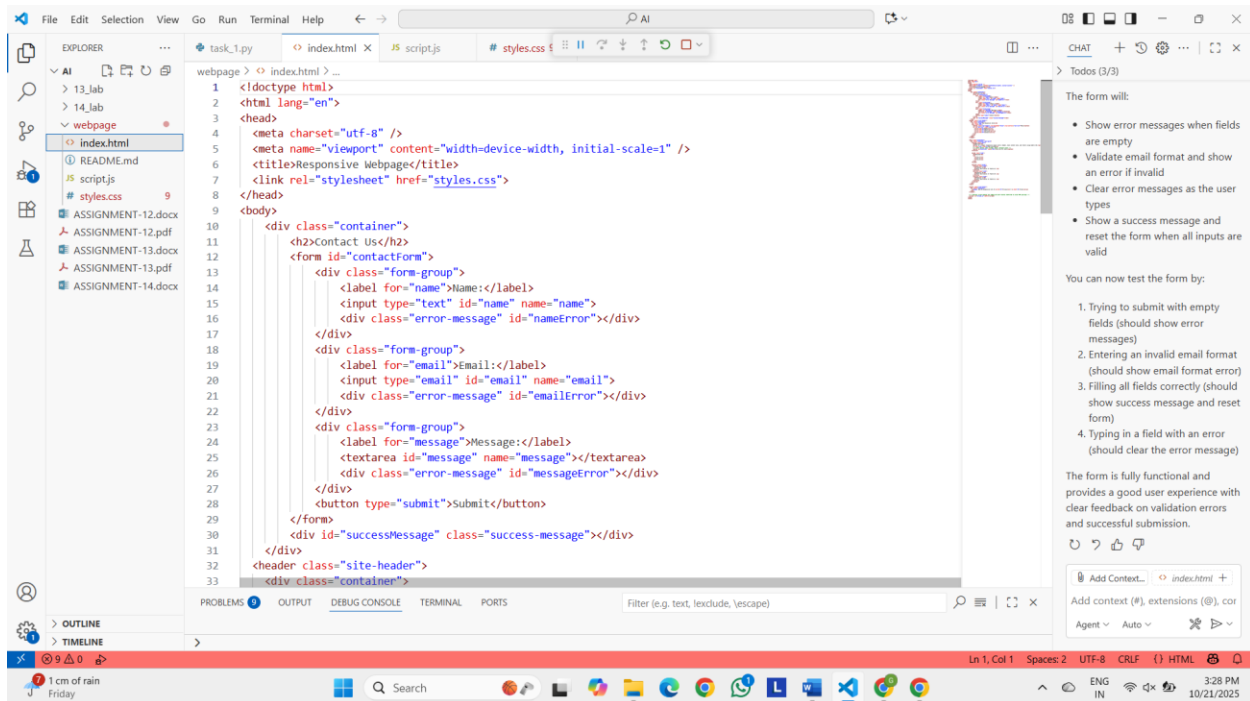 File Edit Selection View Go Run Terminal Help
AI
EXPLORER
AI
13_lab
14_lab
webpage
index.html
README.md
script.js
styles.css 9
ASSIGNMENT-12.docx
ASSIGNMENT-12.pdf
ASSIGNMENT-13.docx
ASSIGNMENT-13.pdf
ASSIGNMENT-14.docx
OUTLINE
TIMELINE
1
1
task_1.py index.html JS script.js # styles.css 9
webpage > index.html > ...
1 <!doctype html>
2 <html lang="en">
3 <head>
4 <meta charset="utf-8" />
5 <meta name="viewport" content="width=device-width, initial-scale=1" />
6 <title>Responsive Webpage</title>
7 <link rel="stylesheet" href="styles.css">
8 </head>
9 <body>
10 <div class="container">
11 <h2>Contact Us</h2>
12 <form id="contactForm">
13 <div class="form-group">
14 <label for="name">Name:</label>
15 <input type="text" id="name" name="name">
16 <div class="error-message" id="nameError"></div>
17 </div>
18 <div class="form-group">
19 <label for="email">Email:</label>
20 <input type="email" id="email" name="email">
21 <div class="error-message" id="emailError"></div>
22 </div>
23 <div class="form-group">
24 <label for="message">Message:</label>
25 <textarea id="message" name="message"></textarea>
26 <div class="error-message" id="messageError"></div>
27 </div>
28 <button type="submit">Submit</button>
29 </form>
30 <div id="successMessage" class="success-message"></div>
31 </div>
32 <header class="site-header">
33 <div class="container">
PROBLEMS 9 OUTPUT DEBUG CONSOLE TERMINAL PORTS
Filter (e.g. text, !exclude, \escape)
CHAT
Todos (3/3)
The form will:
• Show error messages when fields
are empty
• Validate email format and show
an error if invalid
• Clear error messages as the user
types
• Show a success message and
reset the form when all inputs are
valid
You can now test the form by:
1. Trying to submit with empty
fields (should show error
messages)
2. Entering an invalid email format
(should show email format error)
3. Filling all fields correctly (should
show success message and reset
form)
4. Typing in a field with an error
(should clear the error message)
The form is fully functional and
provides a good user experience with
clear feedback on validation errors
and successful submission.
Add Context... index.html +
Add context (#), extensions (@), cor
Agent Auto
9 0
Ln 1, Col 1 Spaces: 2 UTF-8 CRLF {} HTML
7
1 cm of rain
Friday
Search
ENG
IN
3:28 PM
10/21/2025